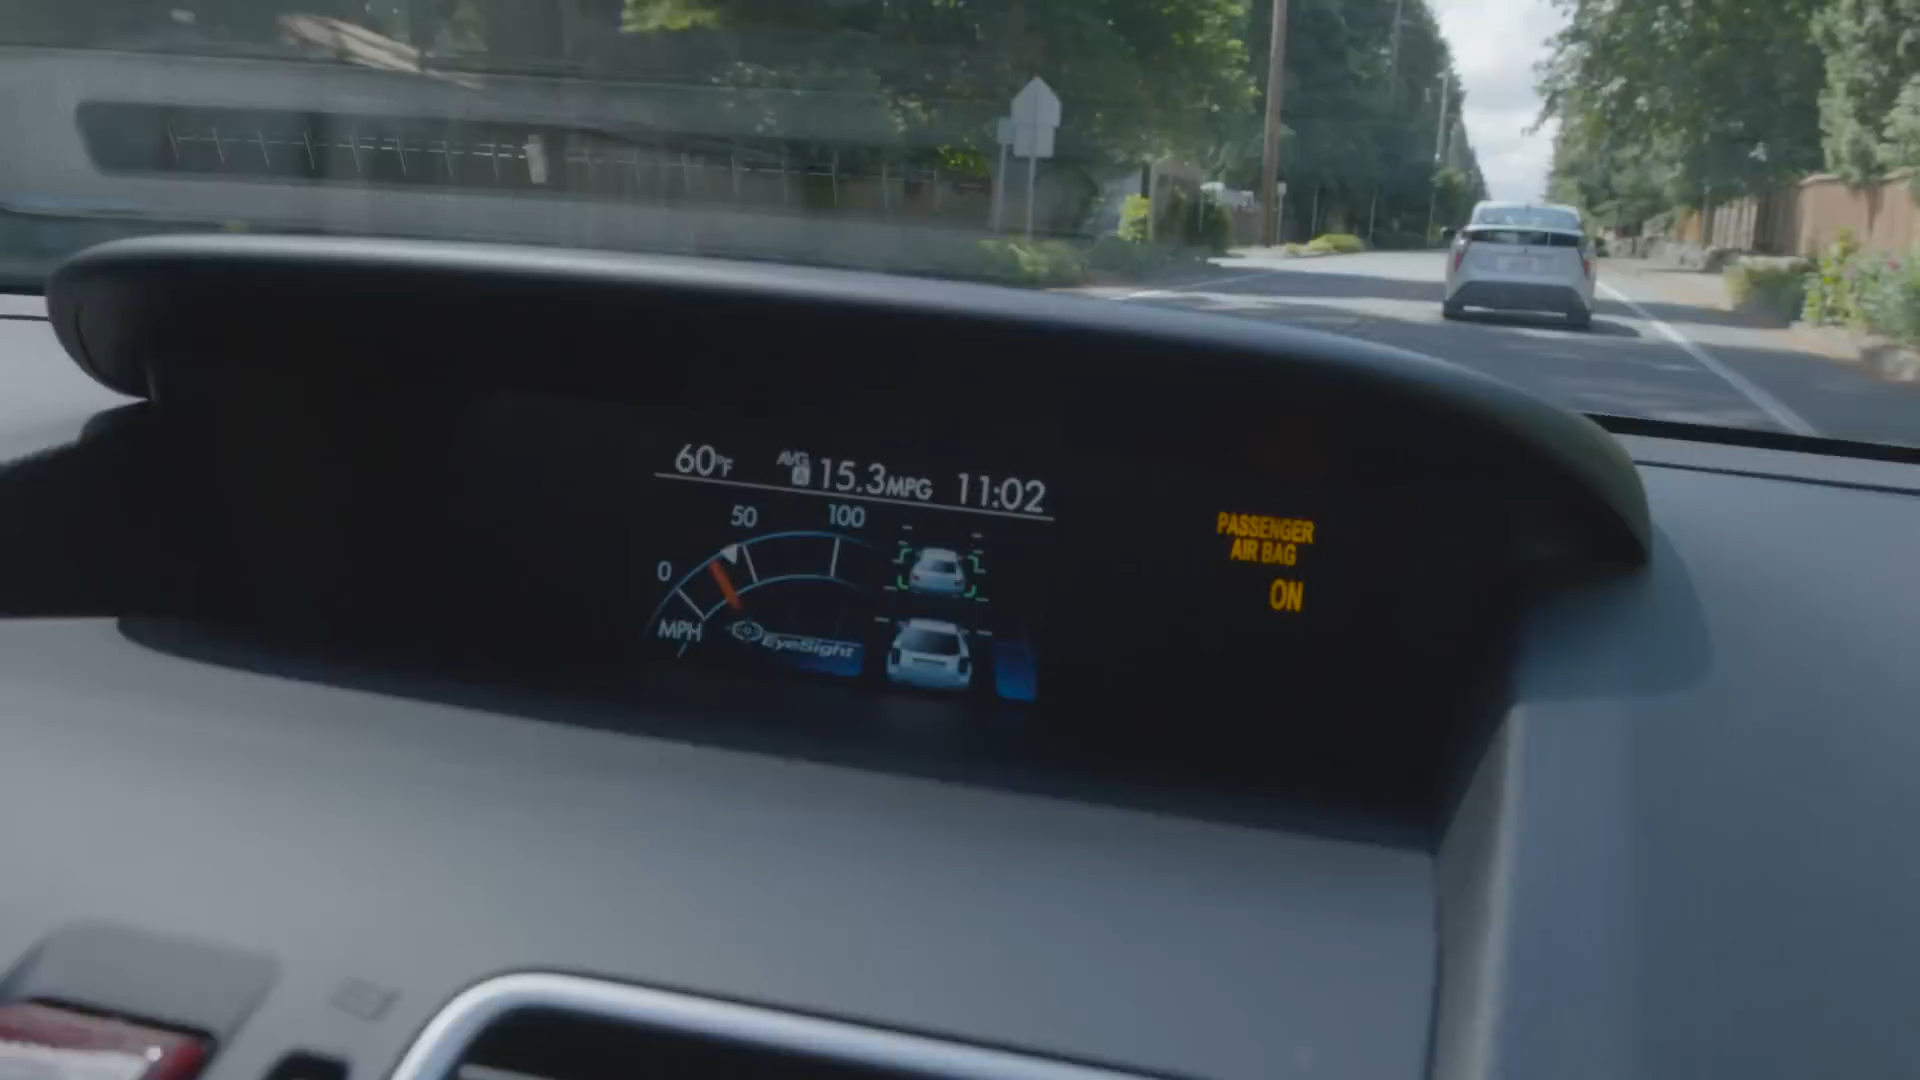 60°F AVG A 15.3MPG 11:02
50 100
0
MPH
EyeSight
PASSENGER
AIR BAG
ON